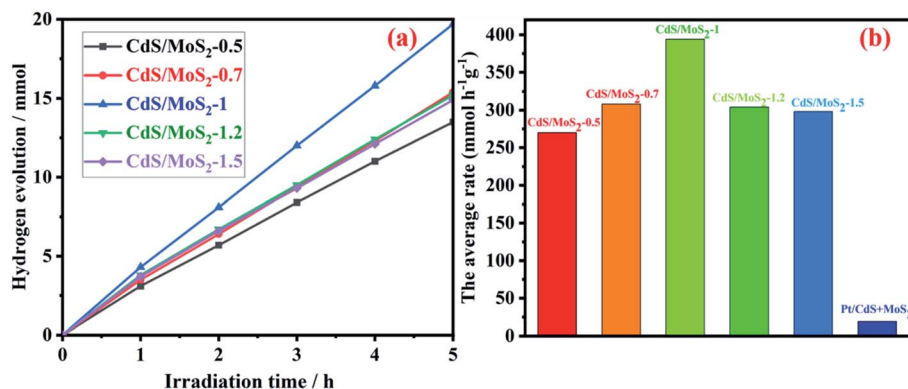 20
15
10
5
0
0
1
2
3
4
5
Hydrogen evolution / mmol
Irradiation time / h
CdS/MoS2-0.5
CdS/MoS2-0.7
CdS/MoS2-1
CdS/MoS2-1.2
CdS/MoS2-1.5
(a)
400
350
300
250
200
150
100
50
0
The average rate (mmol h-1g-1)
CdS/MoS2-0.5
CdS/MoS2-0.7
CdS/MoS2-1
CdS/MoS2-1.2
CdS/MoS2-1.5
Pt/CdS+MoS2
(b)